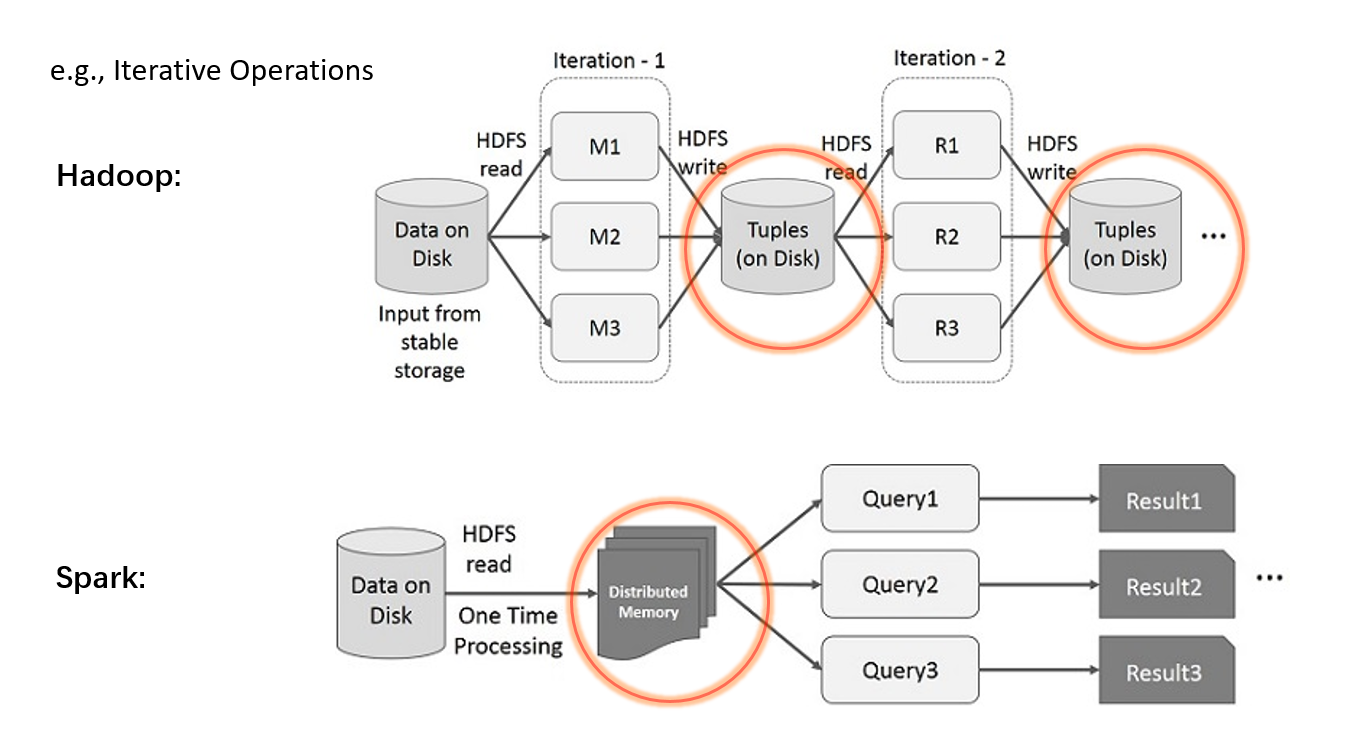 e.g., Iterative Operations
Iteration - 1
Iteration - 2
Hadoop:
HDFS
read
M1
HDFS
write
HDFS
read
R1
HDFS
write
Data on
Disk
M2
Tuples
(on Disk)
R2
Tuples
(on Disk)
...
Input from
stable
storage
M3
R3
Spark:
Data on
Disk
HDFS
read
One Time
Processing
Distributed
Memory
Query1
Result1
Query2
Result2
...
Query3
Result3